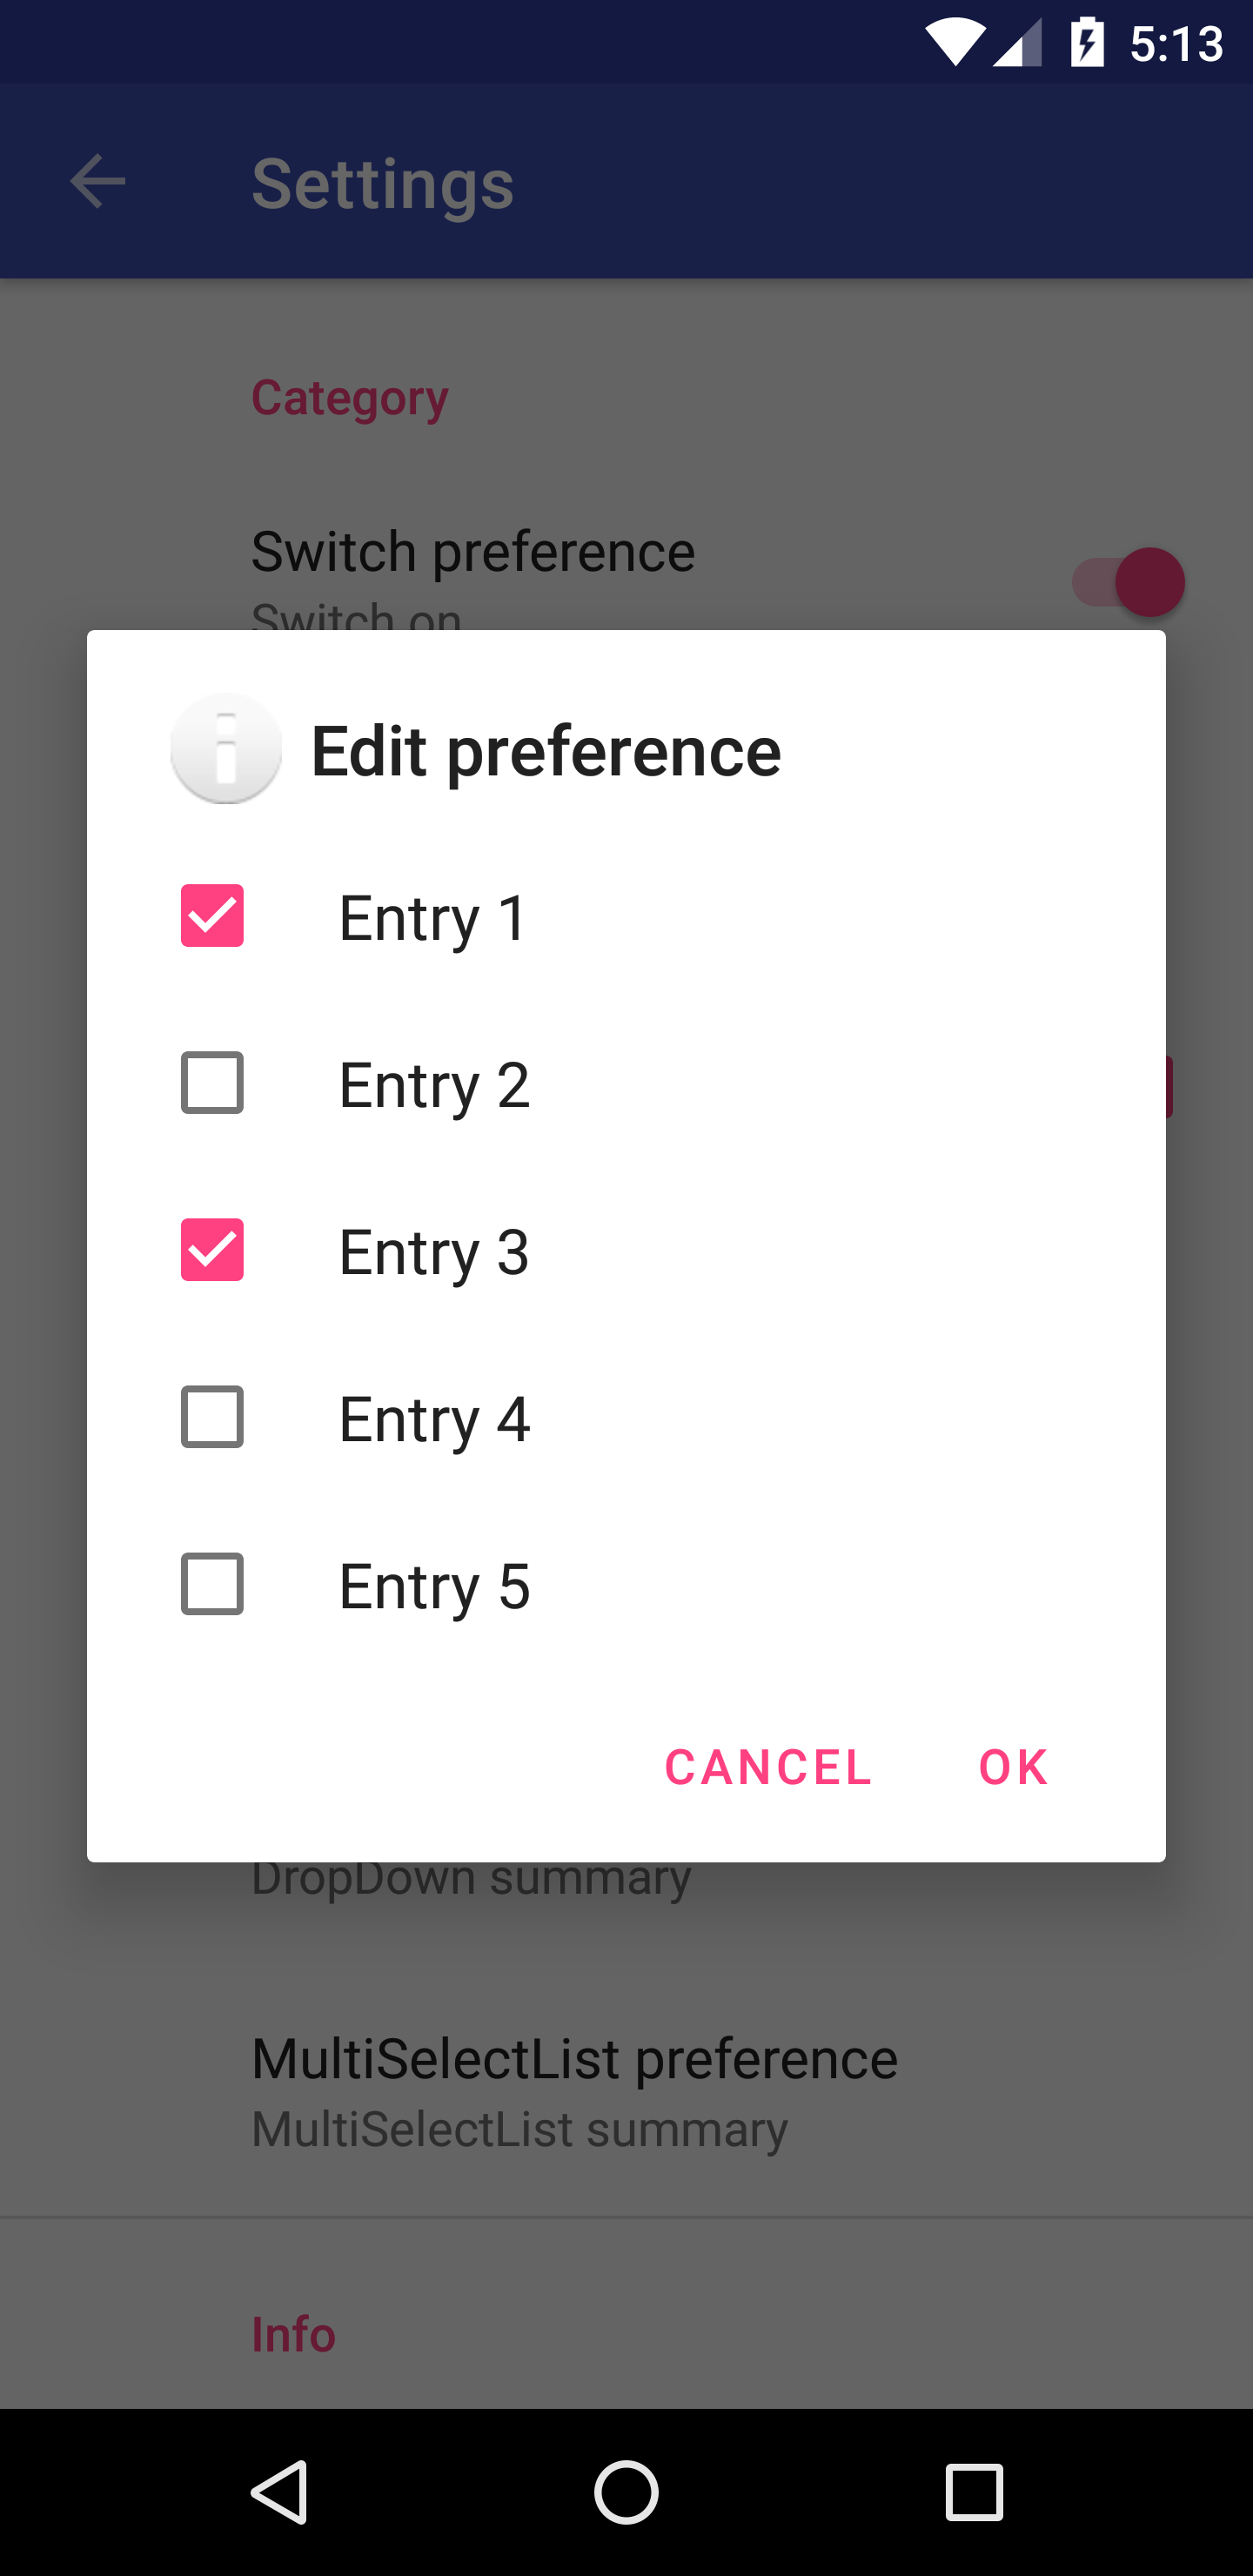 5:13
Settings
Category
Switch preference
Switch on
Edit preference
Entry 1
Entry 2
Entry 3
Entry 4
Entry 5
CANCEL OK
DropDown summary
MultiSelectList preference
MultiSelectList summary
Info